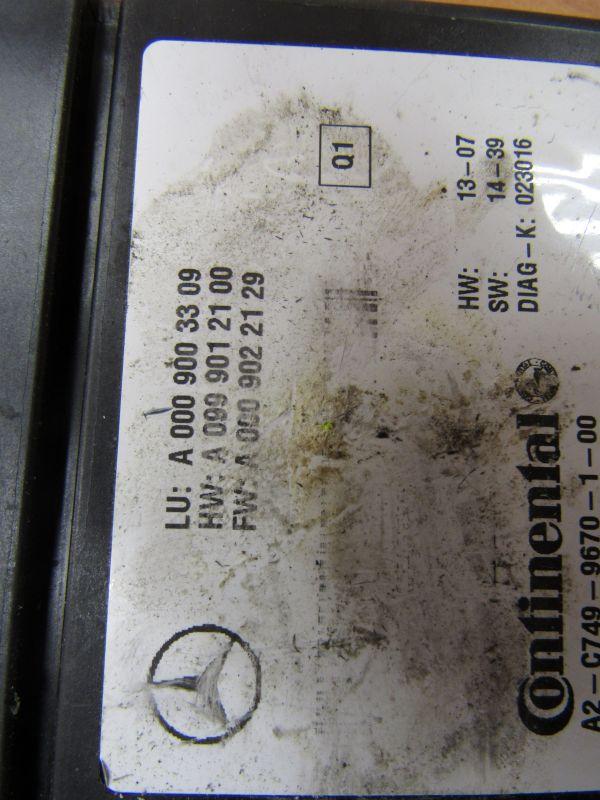 LU: A 000 900 33 09
HW: A 099 901 21 00
FW: A 000 902 21 29
Q1
HW: 13-07
SW: 14-39
DIAG-K: 023016
Continental
A2-C749-9670-1-00